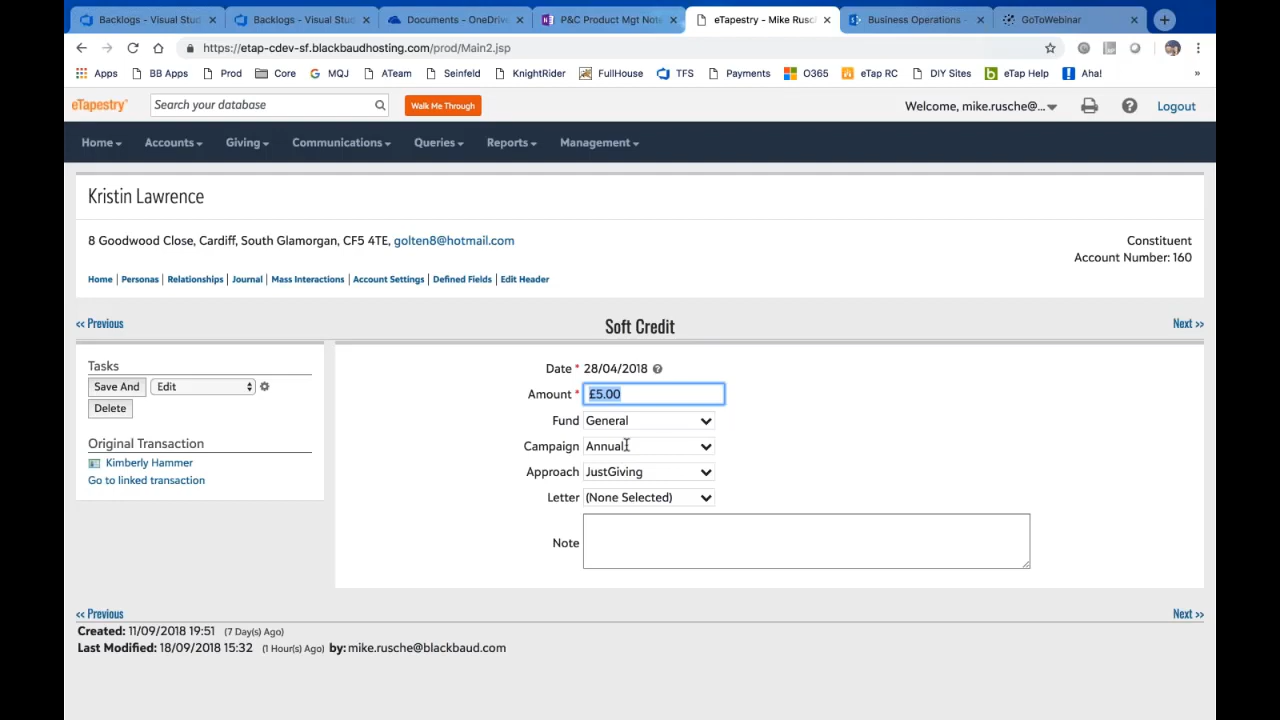 Backlogs - Visual Stud
Backlogs - Visual Stud
Documents - OneDrive
P&C Product Mgt Note
eTapestry - Mike Rusc
Business Operations -
GoToWebinar
https://etap-cdev-sf.blackbaudhosting.com/prod/Main2.jsp
Apps BB Apps Prod Core MQJ ATeam Seinfeld KnightRider FullHouse TFS Payments O365 eTap RC DIY Sites eTap Help Aha! »
eTapestry Search your database Walk Me Through Welcome, mike.rusche@... Logout
Home Accounts Giving Communications Queries Reports Management
Kristin Lawrence
8 Goodwood Close, Cardiff, South Glamorgan, CF5 4TE, golten8@hotmail.com
Constituent
Account Number: 160
Home | Personas | Relationships | Journal | Mass Interactions | Account Settings | Defined Fields | Edit Header
<< Previous Soft Credit Next >>
Tasks
Save And Edit
Delete
Original Transaction
Kimberly Hammer
Go to linked transaction
Date * 28/04/2018
Amount * £5.00
Fund General
Campaign Annual
Approach JustGiving
Letter (None Selected)
Note
<< Previous Next >>
Created: 11/09/2018 19:51 (7 Day(s) Ago)
Last Modified: 18/09/2018 15:32 (1 Hour(s) Ago) by: mike.rusche@blackbaud.com